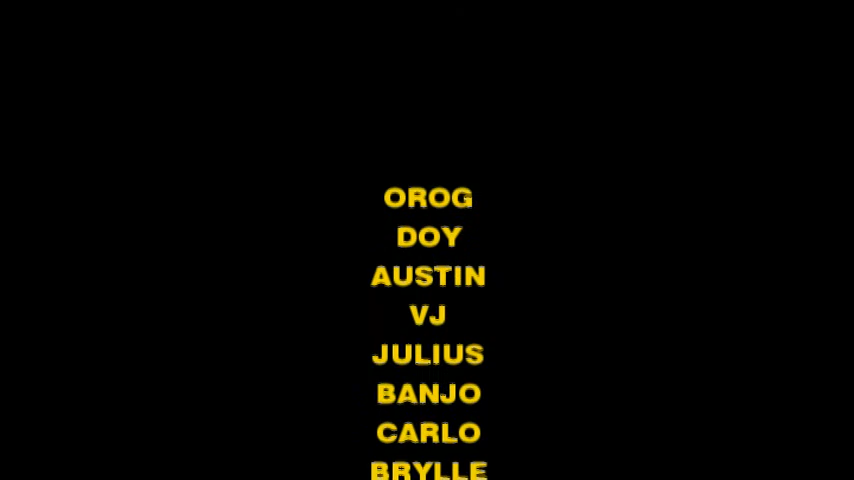 OROG
DOY
AUSTIN
VJ
JULIUS
BANJO
CARLO
BRYLLE